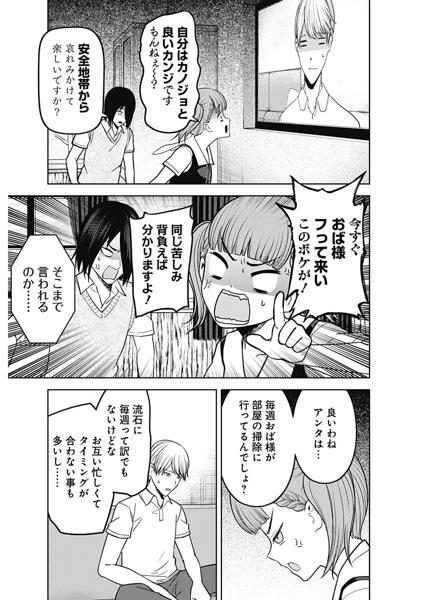 自分はカノジョと
良いカンジです
もんねぇ～？
安全地帯から
哀れみかけて
楽しいですか？
今すぐ
おば様
フって来い
このボケが！
同じ苦しみ
背負えば
分かりますよ！
そこまで
言われる
のか……
良いわね
アンタは…
毎週おば様が
部屋の掃除に
行ってるんでしょ？
流石に
毎週って訳でも
ないけどな
お互い忙しくて
タイミングが
合わない事も
多いし……